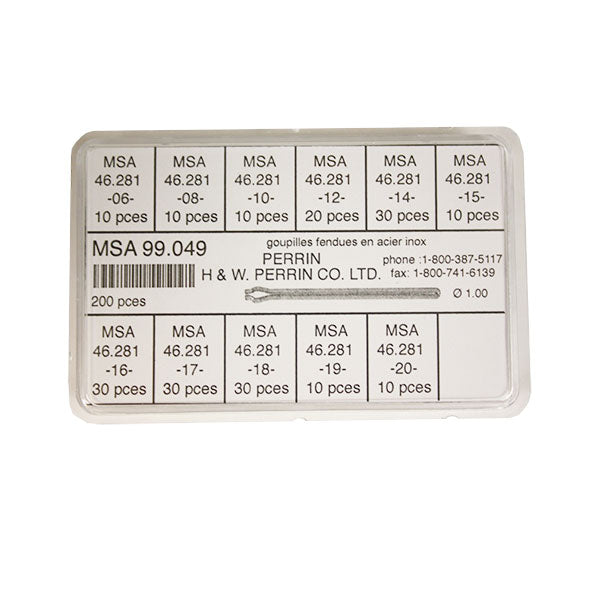 MSA MSA MSA MSA MSA MSA
46.281 46.281 46.281 46.281 46.281 46.281
-06- -08- -10- -12- -14- -15-
10 pces 10 pces 10 pces 20 pces 30 pces 10 pces
goupilles fendues en acier inox
MSA 99.049 PERRIN phone :1-800-387-5117
H & W. PERRIN CO. LTD. fax: 1-800-741-6139
200 pces Ø 1.00
MSA MSA MSA MSA MSA
46.281 46.281 46.281 46.281 46.281
-16- -17- -18- -19- -20-
30 pces 30 pces 30 pces 10 pces 10 pces